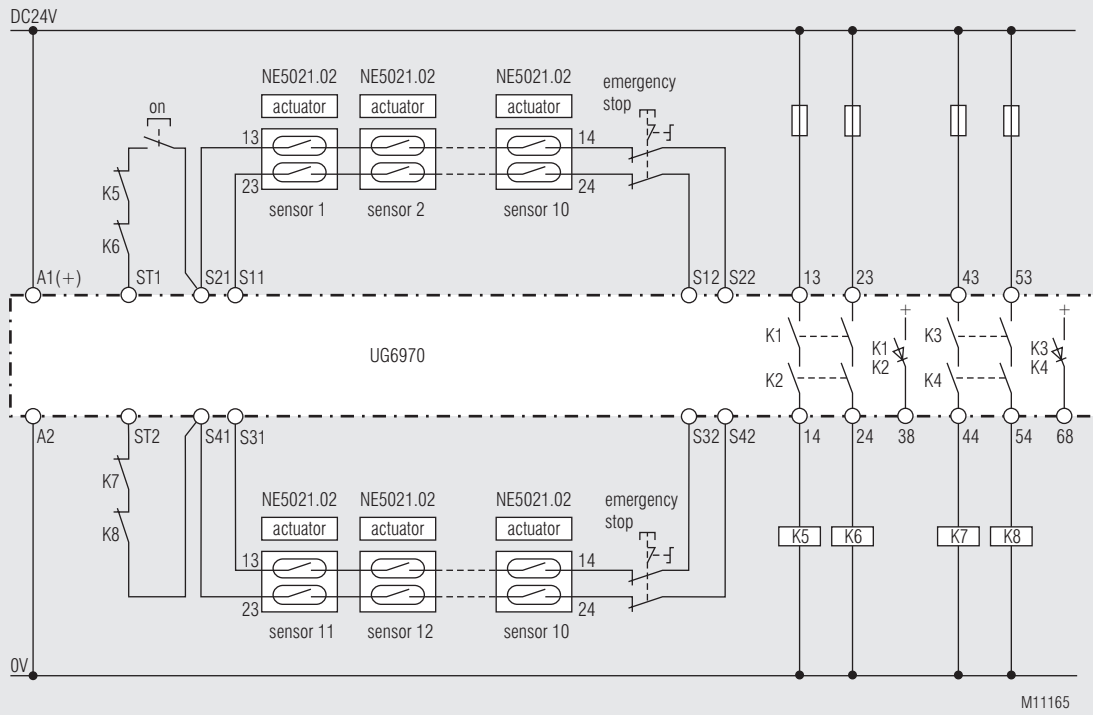 DC24V
NE5021.02 NE5021.02 NE5021.02 emergency
stop
on actuator actuator actuator
13 14
K5 23 24
sensor 1 sensor 2 sensor 10
K6
A1(+) ST1 S21 S11 S12 S22 13 23 43 53
+ +
K1 K1 K3 K3
UG6970
K2 K2 K4 K4
A2 ST2 S41 S31 S32 S42 14 24 38 44 54 68
K7
NE5021.02 NE5021.02 NE5021.02 emergency
stop
K8 actuator actuator actuator K5 K6 K7 K8
13 14
23 24
sensor 11 sensor 12 sensor 10
0V
M11165